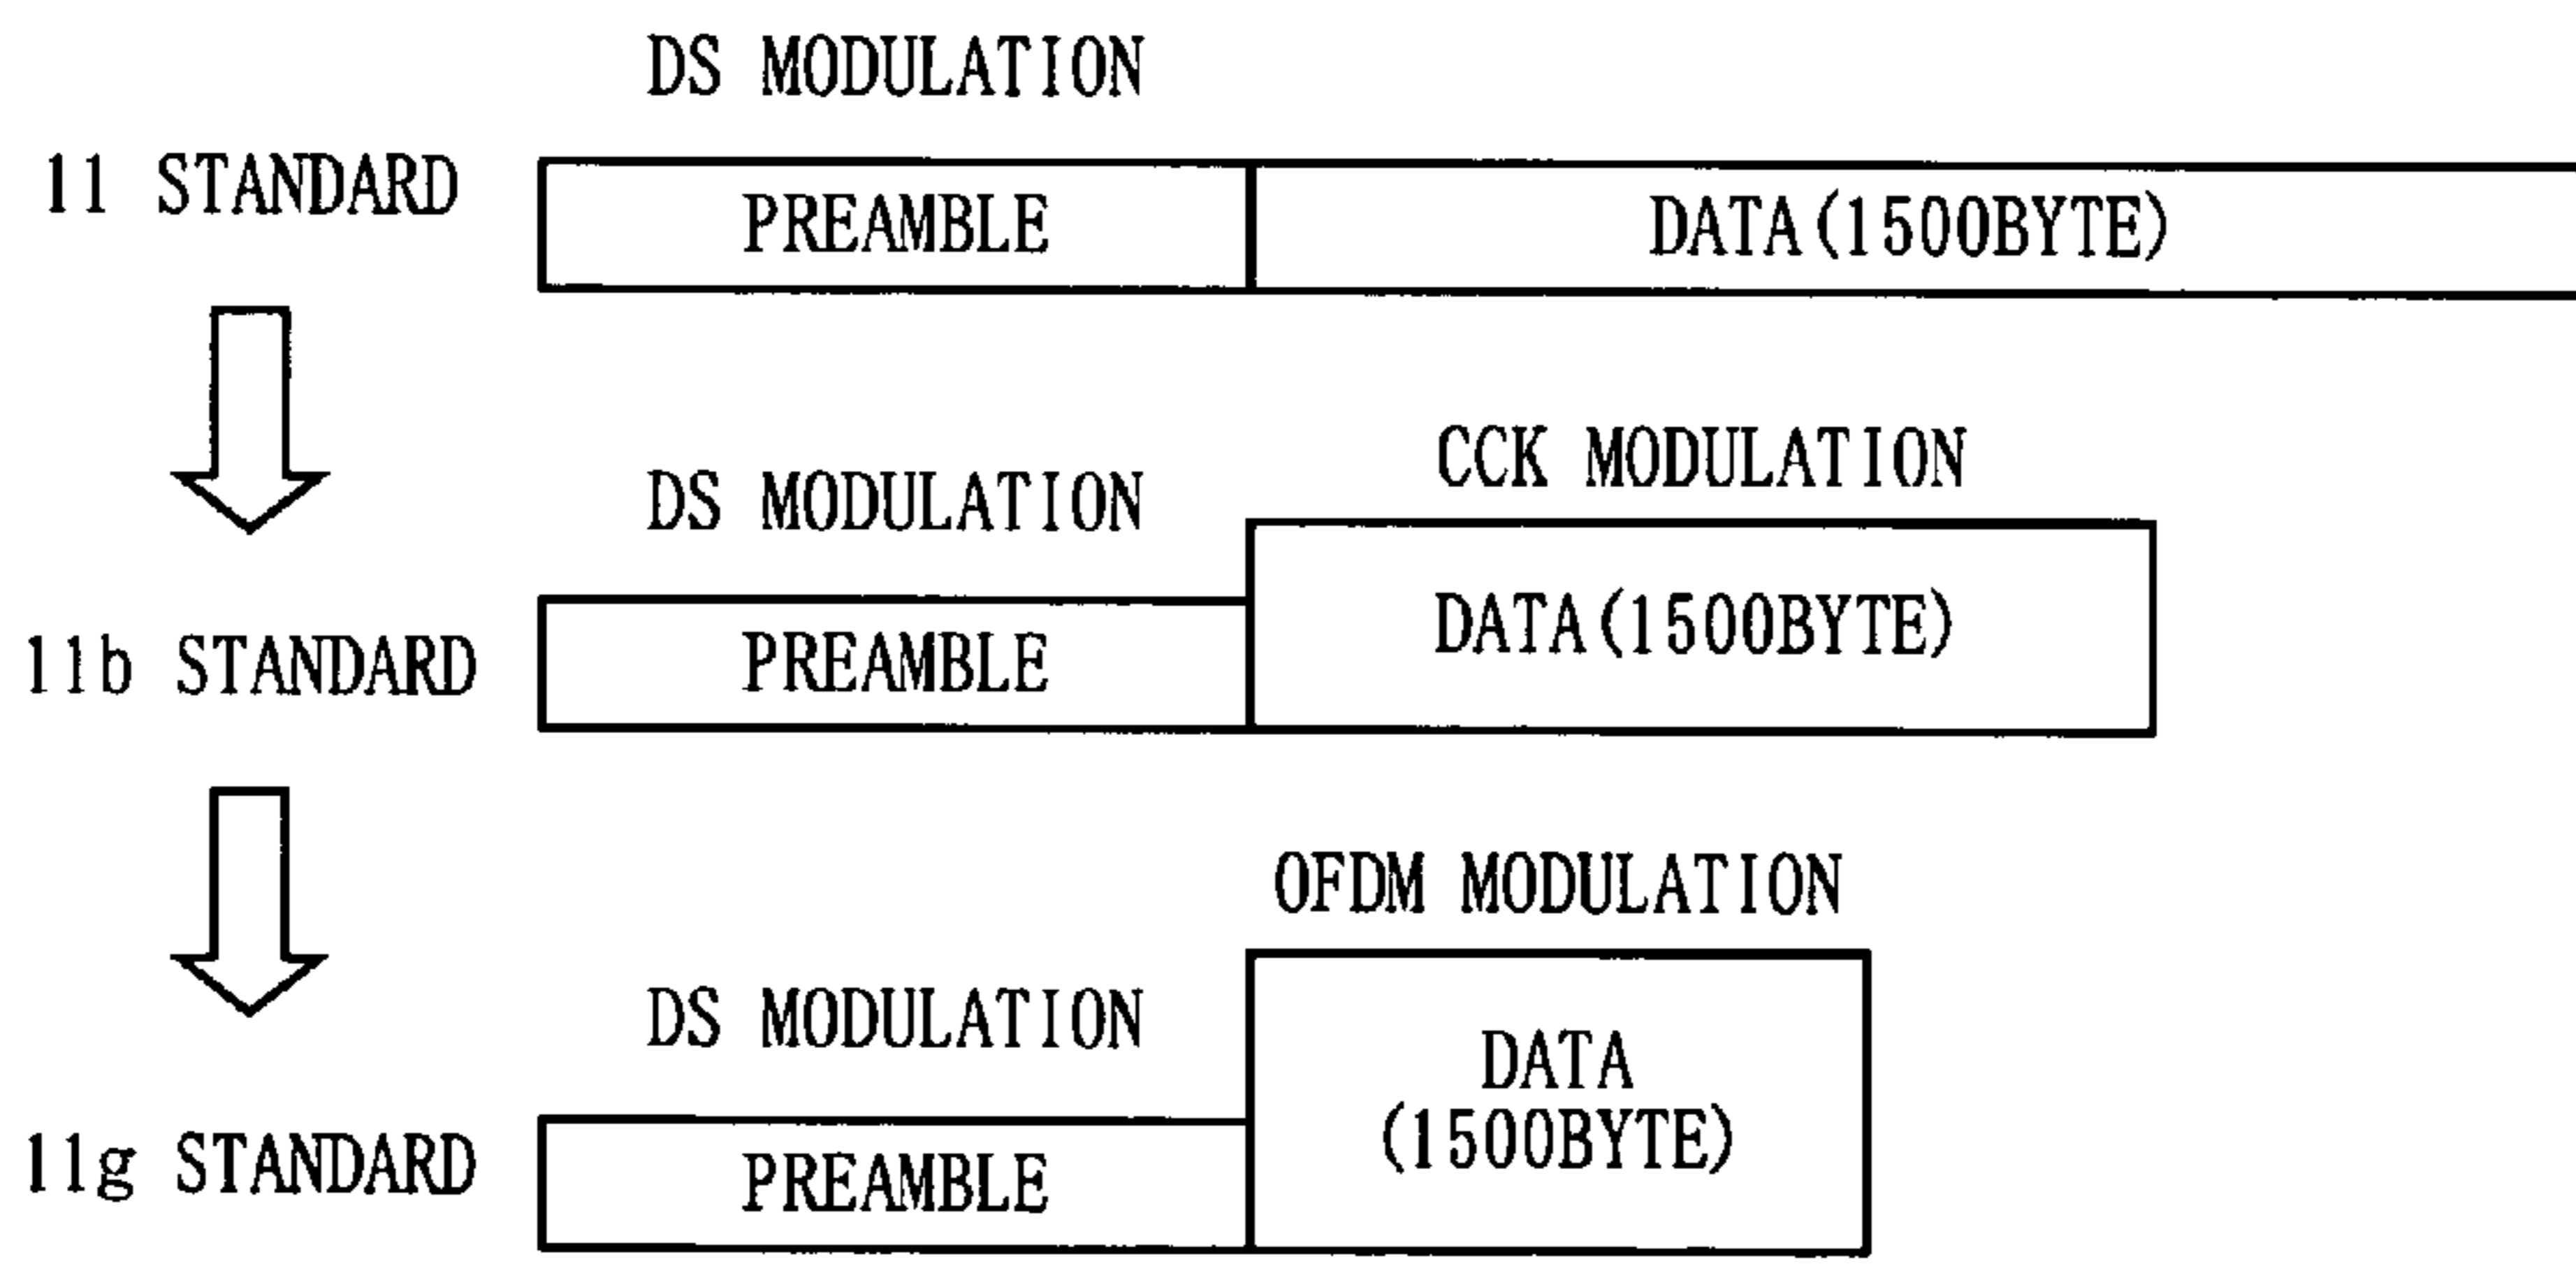 DS MODULATION
11 STANDARD
PREAMBLE
DATA(1500BYTE)
CCK MODULATION
DS MODULATION
11b STANDARD
PREAMBLE
DATA(1500BYTE)
OFDM MODULATION
DS MODULATION
11g STANDARD
PREAMBLE
DATA
(1500BYTE)